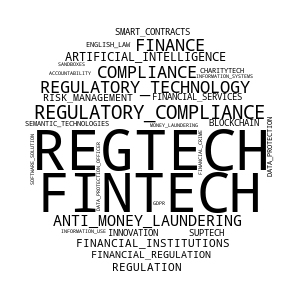 SMART_CONTRACTS
ENGLISH_LAW FINANCE
ARTIFICIAL_INTELLIGENCE
SANDBOXES
ACCOUNTABILITY COMPLIANCE CHARITYTECH
INFORMATION_SYSTEMS
REGULATORY_TECHNOLOGY
RISK_MANAGEMENT FINANCIAL_SERVICES
REGULATORY_COMPLIANCE
SEMANTIC_TECHNOLOGIES MONEY_LAUNDERING BLOCKCHAIN
REGTECH
FINTECH
SOFTWARE_SOLUTION
DATA_PROTECTION_OFFICER
FINANCIAL_CRIME
DATA_PROTECTION
GDPR
ANTI_MONEY_LAUNDERING
INFORMATION_USE INNOVATION SUPTECH
FINANCIAL_INSTITUTIONS
FINANCIAL_REGULATION
REGULATION